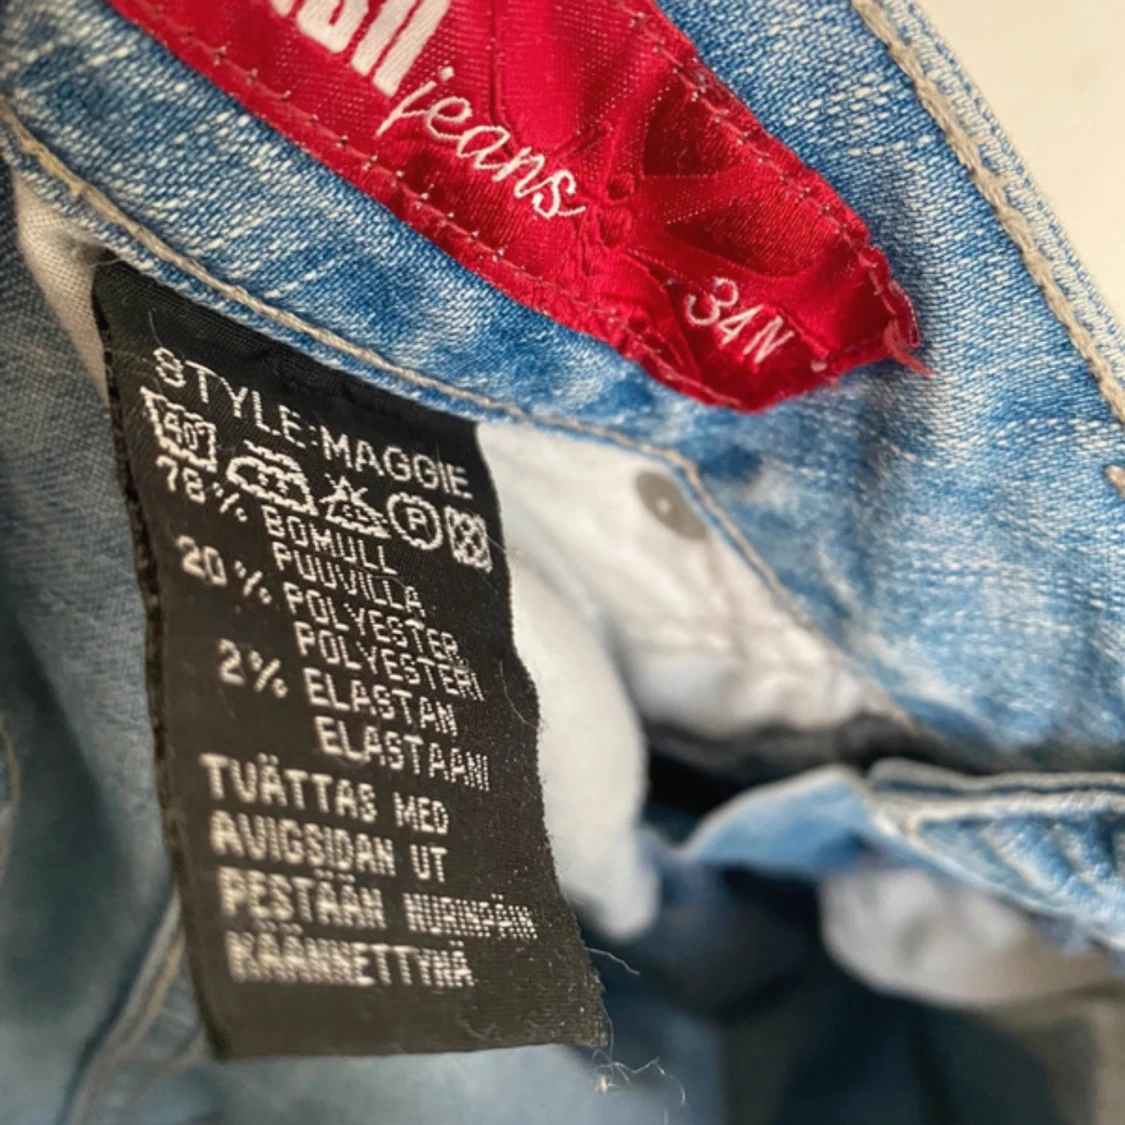 jeans
34N
STYLE:MAGGIE
40°
P
78% BOMULL
PUUVILLA
20% POLYESTER
POLYESTERI
2% ELASTAN
ELASTAANI
TVÄTTAS MED
AVIGSIDAN UT
PESTÄÄN NURINPÄIN
KÄÄNNETTYNÄ